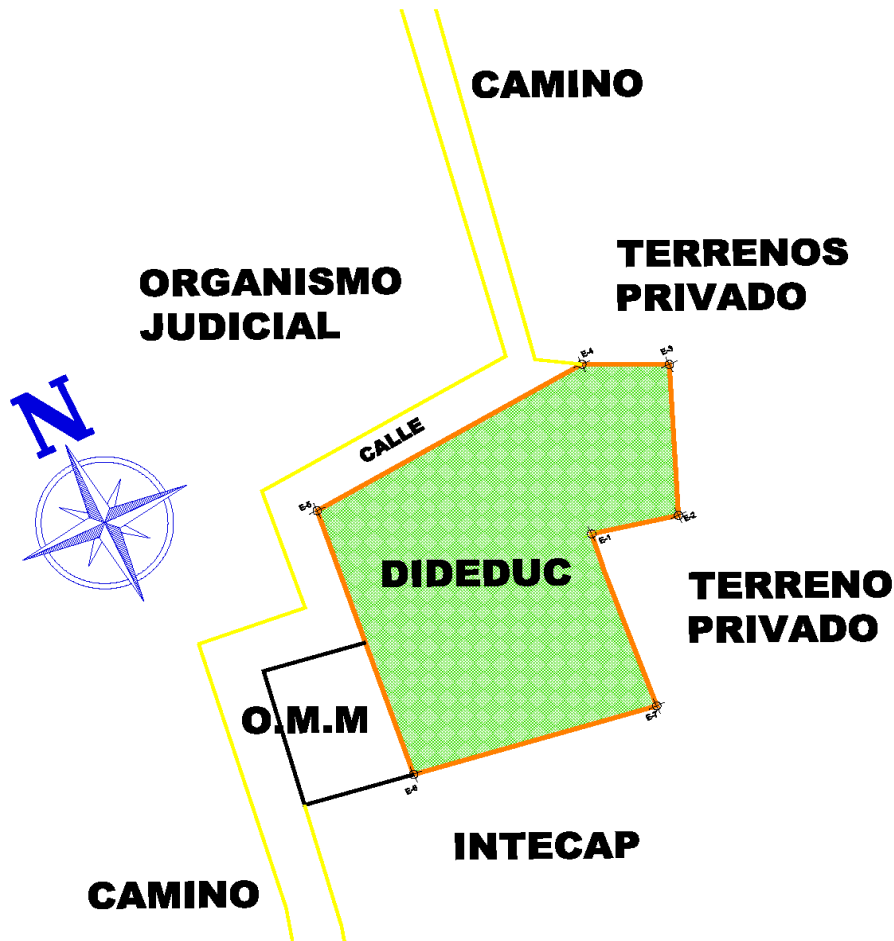 CAMINO
TERRENOS
PRIVADO
ORGANISMO
JUDICIAL
E-4
E-3
N
CALLE
E-5
E-2
E-1
DIDEDUC
TERRENO
PRIVADO
O.M.M
E-7
E-6
INTECAP
CAMINO